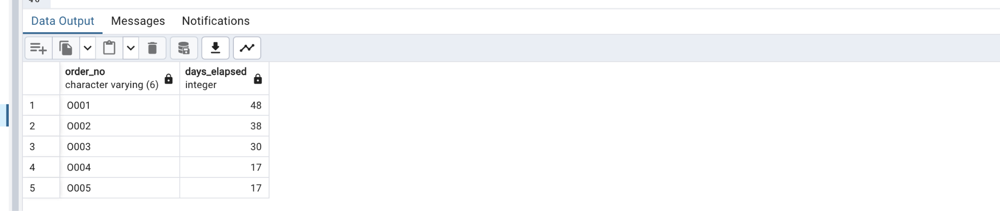 Data Output Messages Notifications
order_no days_elapsed
character varying (6) integer
1 O001 48
2 O002 38
3 O003 30
4 O004 17
5 O005 17